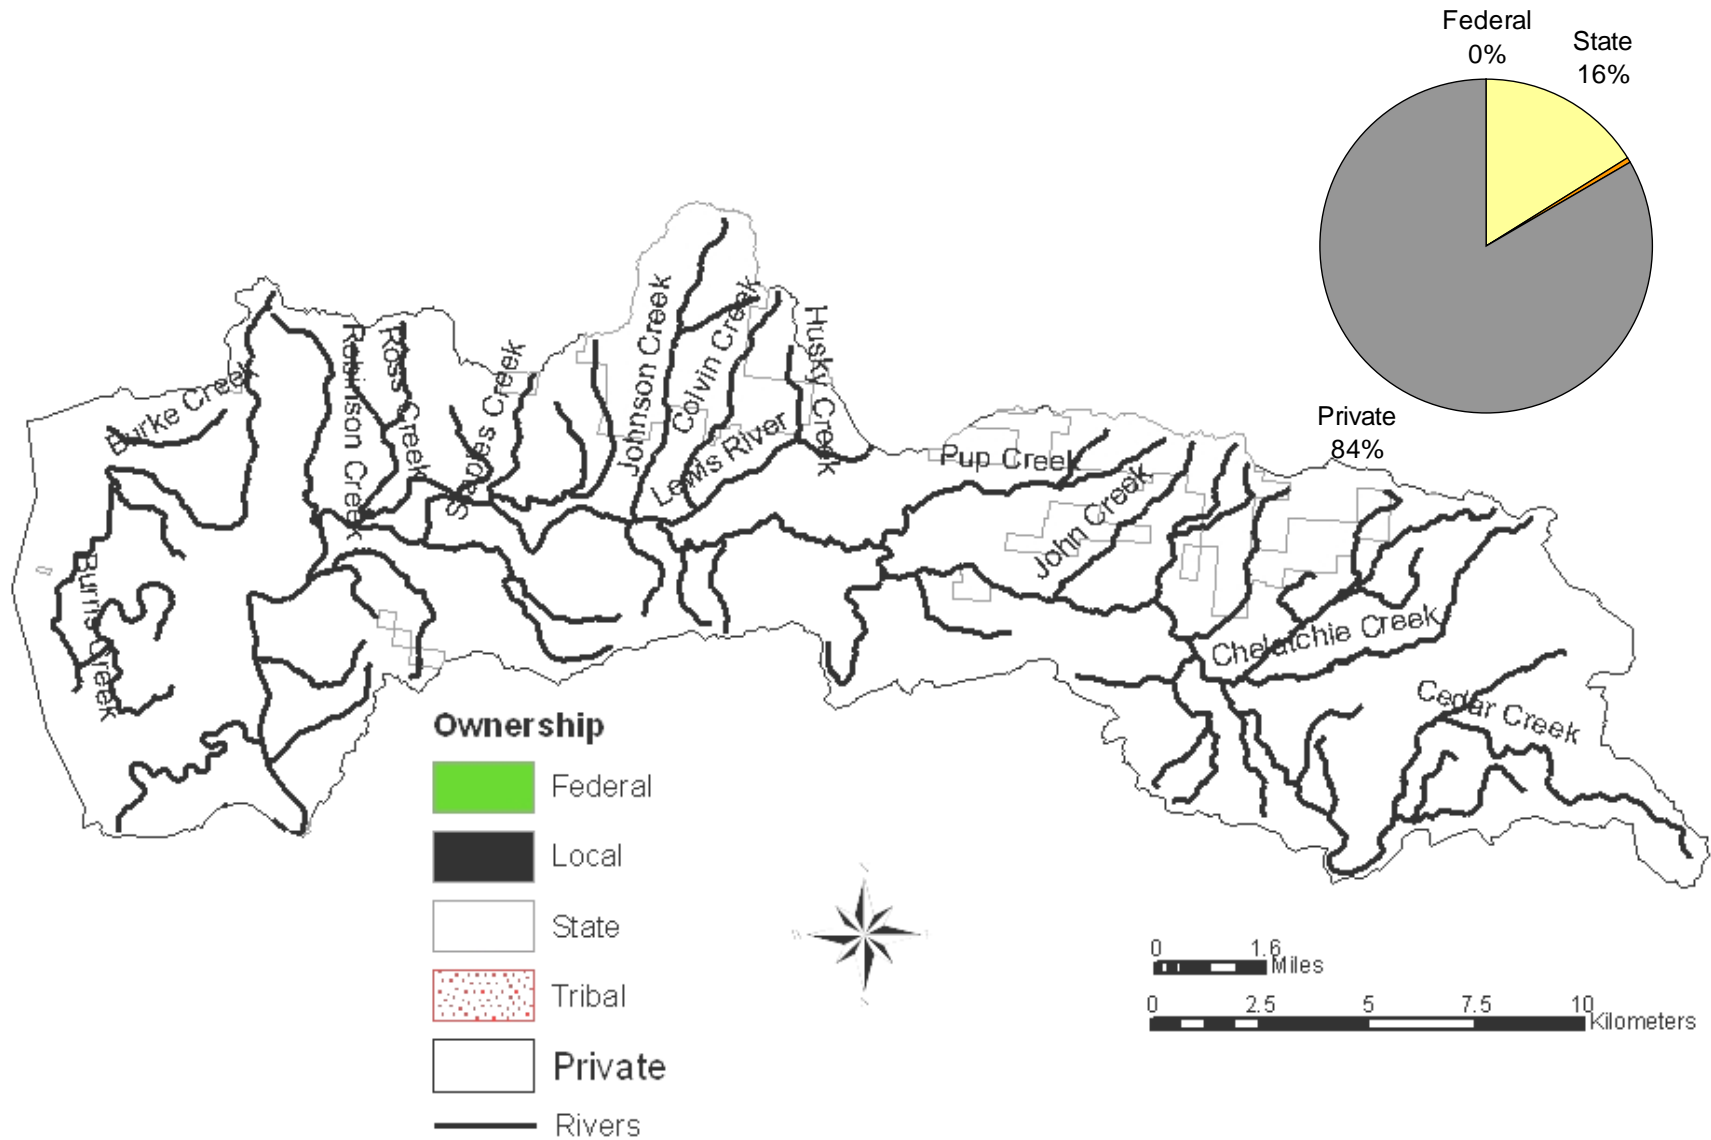 Federal
0%
State
16%
Private
84%
Burke Creek
Robinson Creek
Ross Creek
Staples Creek
Johnson Creek
Colvin Creek
Husky Creek
Lewis River
Pup Creek
John Creek
Burris Creek
Chelatchie Creek
Cedar Creek
Ownership
Federal
Local
State
Tribal
Private
Rivers
0 1.6
Miles
0 2.5 5 7.5 10
Kilometers